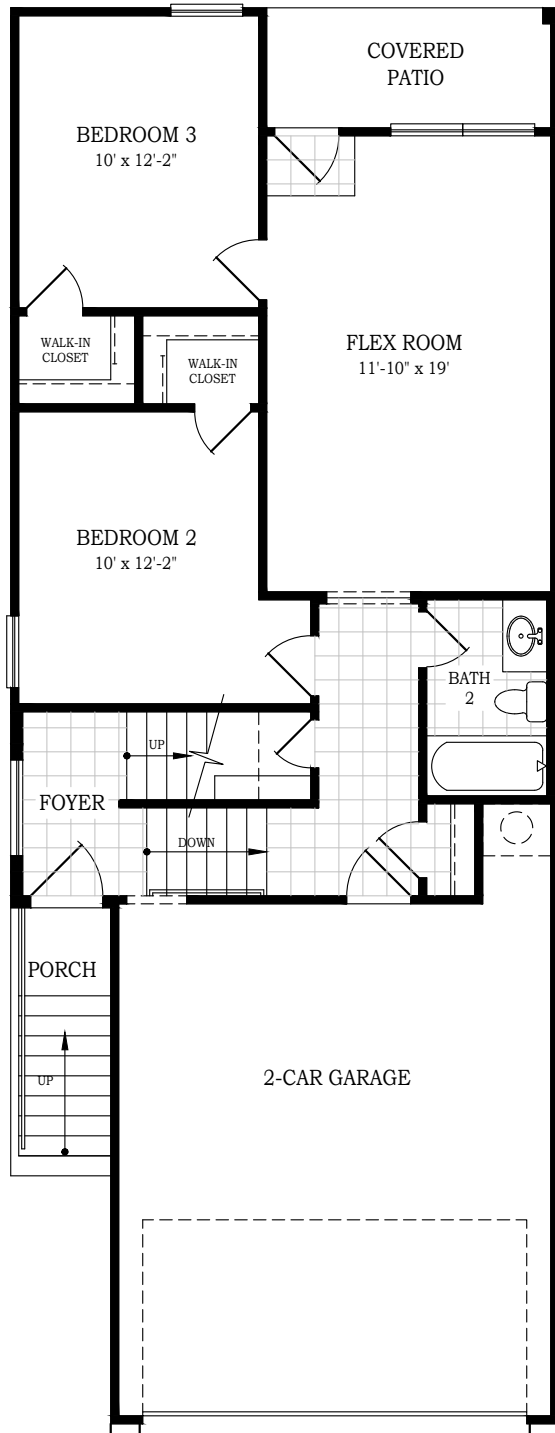 COVERED
PATIO
BEDROOM 3
10' x 12'-2"
WALK-IN
CLOSET
WALK-IN
CLOSET
FLEX ROOM
11'-10" x 19'
BEDROOM 2
10' x 12'-2"
BATH
2
UP
FOYER
DOWN
PORCH
UP
2-CAR GARAGE